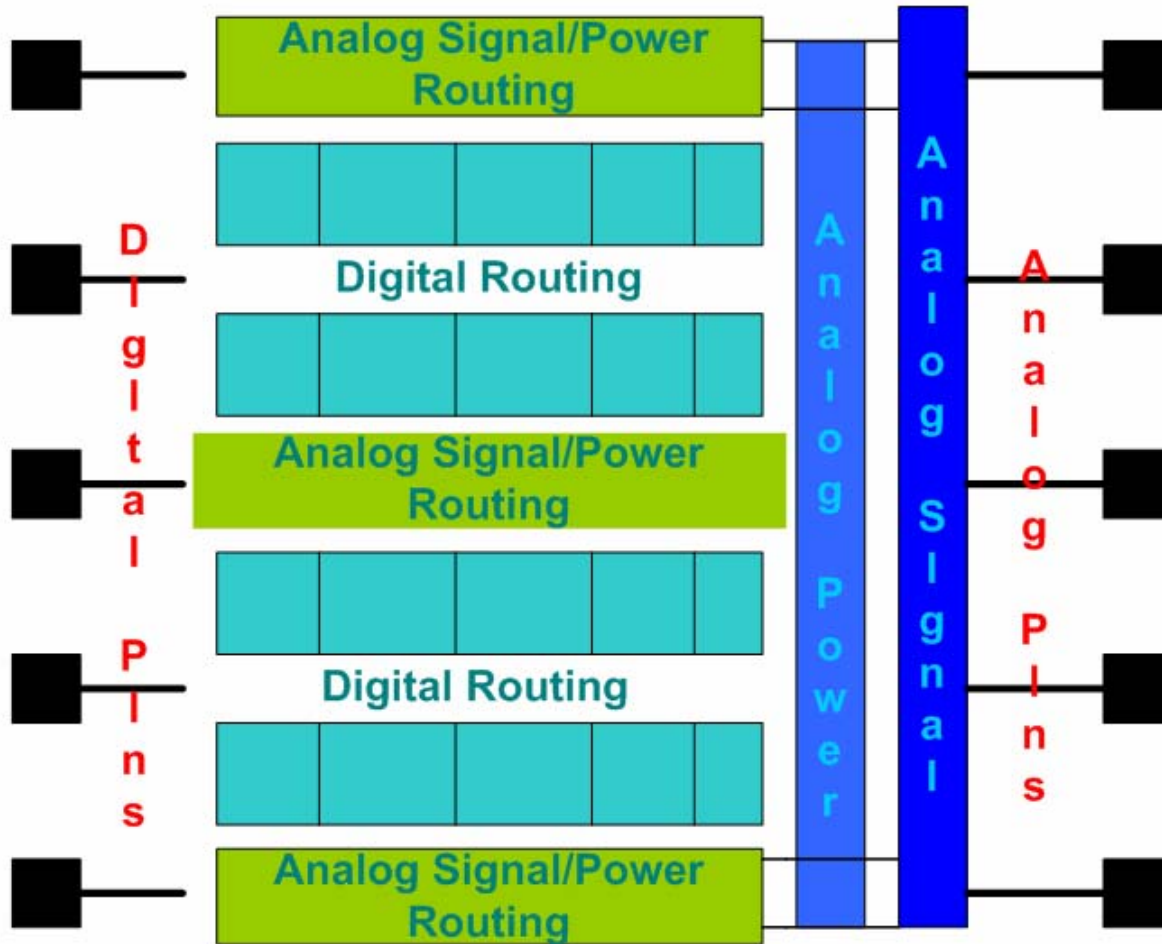 Analog Signal/Power
Routing
Digital Routing
Analog Signal/Power
Routing
Digital Routing
Analog Signal/Power
Routing
DIgItal PIns
Analog Power
Analog SIgnal
Analog PIns